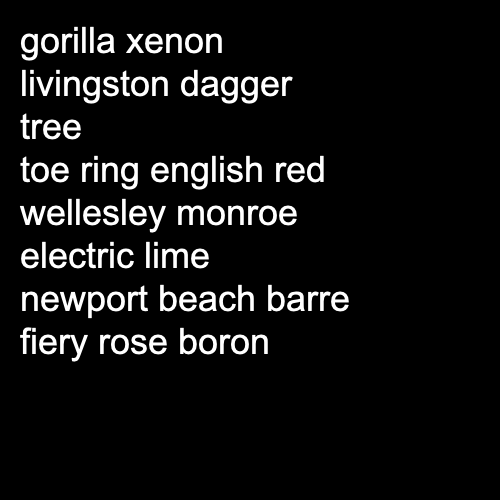 gorilla xenon
livingston dagger
tree
toe ring english red
wellesley monroe
electric lime
newport beach barre
fiery rose boron